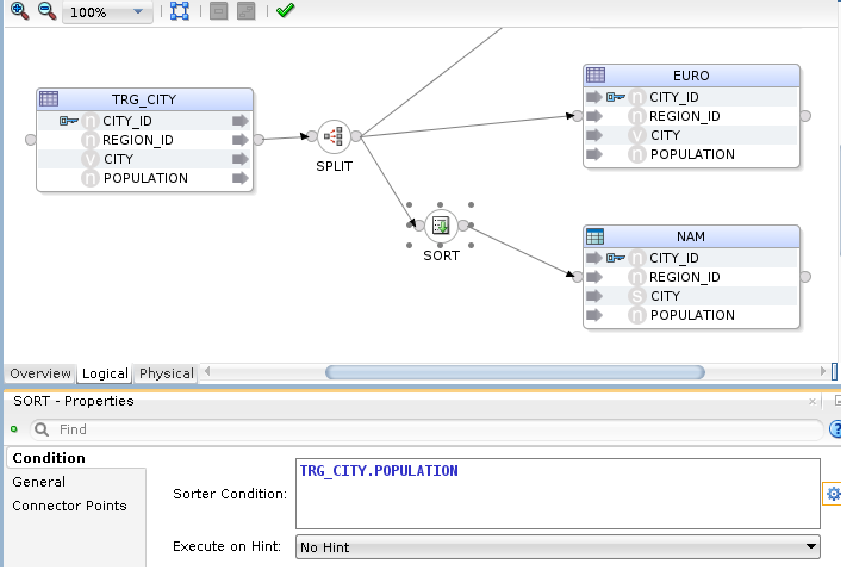 100%
EURO
CITY_ID
REGION_ID
CITY
POPULATION
TRG_CITY
CITY_ID
REGION_ID
CITY
POPULATION
SPLIT
SORT
NAM
CITY_ID
REGION_ID
CITY
POPULATION
Overview Logical Physical
SORT - Properties
Find
Condition
General
Connector Points
Sorter Condition:
TRG_CITY.POPULATION
Execute on Hint:
No Hint